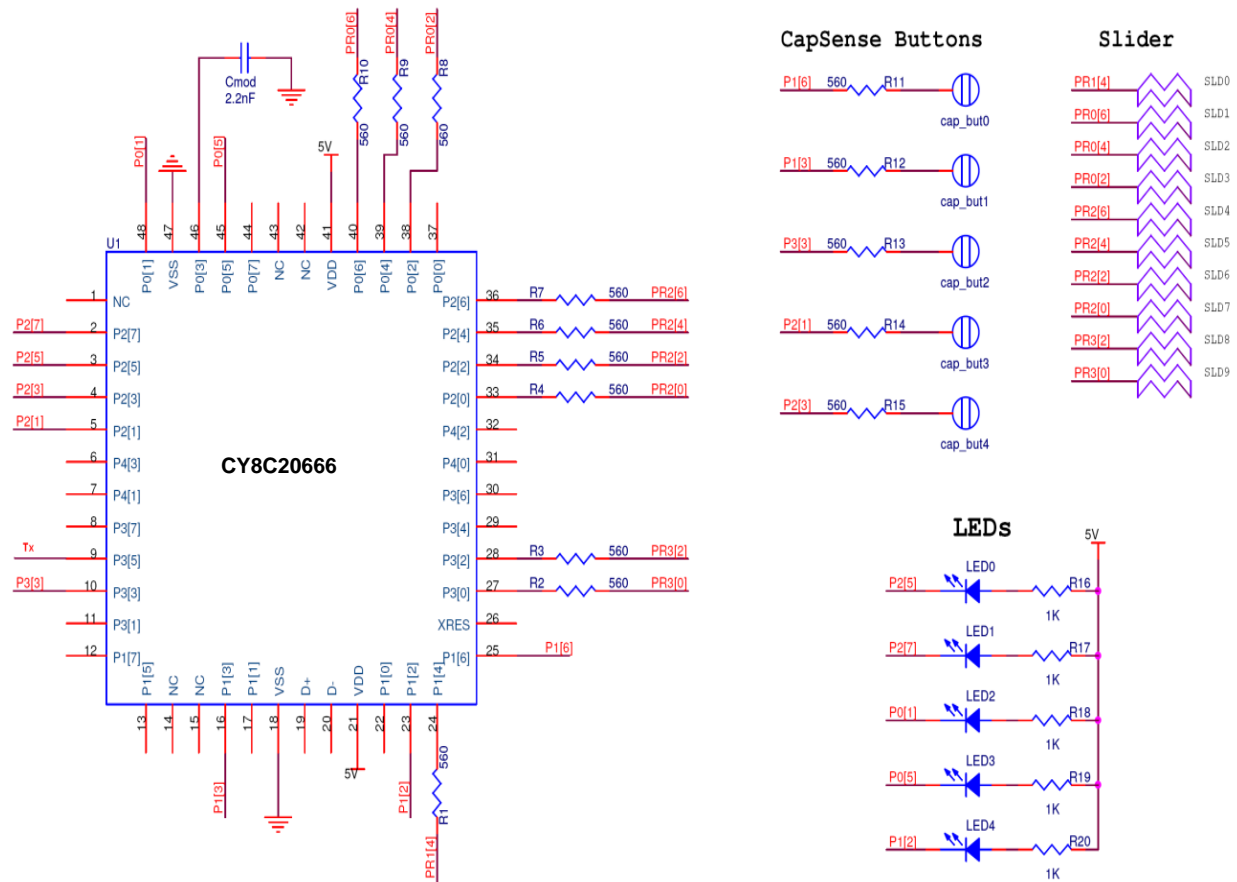 PR0[6]
PR0[4]
PR0[2]
Cmod
2.2nF
R10
R9
R8
560
560
560
P0[1]
P0[5]
5V
48
47
46
45
44
43
42
41
40
39
38
37
U1
P0[1]
VSS
P0[3]
P0[5]
P0[7]
NC
NC
VDD
P0[6]
P0[4]
P0[2]
P0[0]
1 NC
P2[7] 2 P2[7]
P2[5] 3 P2[5]
P2[3] 4 P2[3]
P2[1] 5 P2[1]
6 P4[3]
7 P4[1]
8 P3[7]
Tx 9 P3[5]
P3[3] 10 P3[3]
11 P3[1]
12 P1[7]
CY8C20666
P2[6] 36 R7 560 PR2[6]
P2[4] 35 R6 560 PR2[4]
P2[2] 34 R5 560 PR2[2]
P2[0] 33 R4 560 PR2[0]
P4[2] 32
P4[0] 31
P3[6] 30
P3[4] 29
P3[2] 28 R3 560 PR3[2]
P3[0] 27 R2 560 PR3[0]
XRES 26
P1[6] 25 P1[6]
P1[5]
NC
NC
P1[3]
P1[1]
VSS
D+
D-
VDD
P1[0]
P1[2]
P1[4]
13
14
15
16
17
18
19
20
21
22
23
24
P1[3]
5V
P1[2]
560
R1
PR1[4]
CapSense Buttons
P1[6] 560 R11
cap_but0
P1[3] 560 R12
cap_but1
P3[3] 560 R13
cap_but2
P2[1] 560 R14
cap_but3
P2[3] 560 R15
cap_but4
Slider
PR1[4] SLD0
PR0[6] SLD1
PR0[4] SLD2
PR0[2] SLD3
PR2[6] SLD4
PR2[4] SLD5
PR2[2] SLD6
PR2[0] SLD7
PR3[2] SLD8
PR3[0] SLD9
LEDs
5V
LED0
P2[5] R16
1K
LED1
P2[7] R17
1K
LED2
P0[1] R18
1K
LED3
P0[5] R19
1K
LED4
P1[2] R20
1K